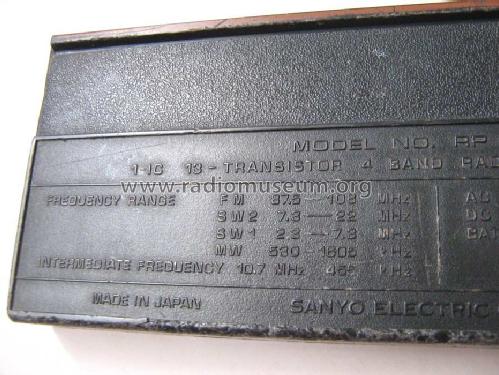 MODEL NO. RP
1-IC 13-TRANSISTOR 4 BAND RAD
www.radiomuseum.org
FREQUENCY RANGE FM 87.5—108 MHz AC
SW2 7.3—22 MHz DC
SW1 2.3—7.3 MHz BAT
MW 530-1605 kHz
INTERMEDIATE FREQUENCY 10.7 MHz 455 kHz
MADE IN JAPAN SANYO ELECTRIC